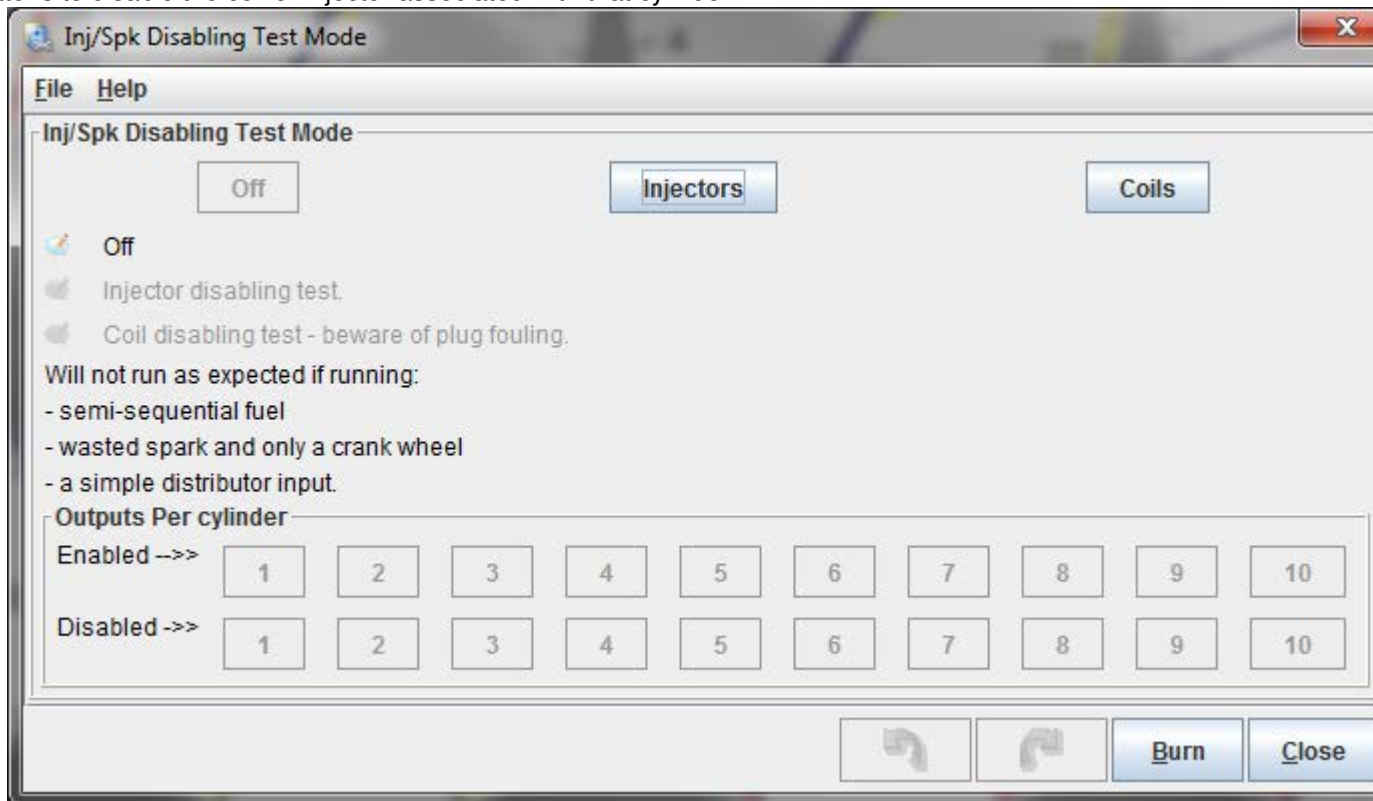 Inj/Spk Disabling Test Mode
File Help
Inj/Spk Disabling Test Mode
Off Injectors Coils
Off
Injector disabling test.
Coil disabling test - beware of plug fouling.
Will not run as expected if running:
- semi-sequential fuel
- wasted spark and only a crank wheel
- a simple distributor input.
Outputs Per cylinder
Enabled -->> 1 2 3 4 5 6 7 8 9 10
Disabled ->> 1 2 3 4 5 6 7 8 9 10
Burn Close